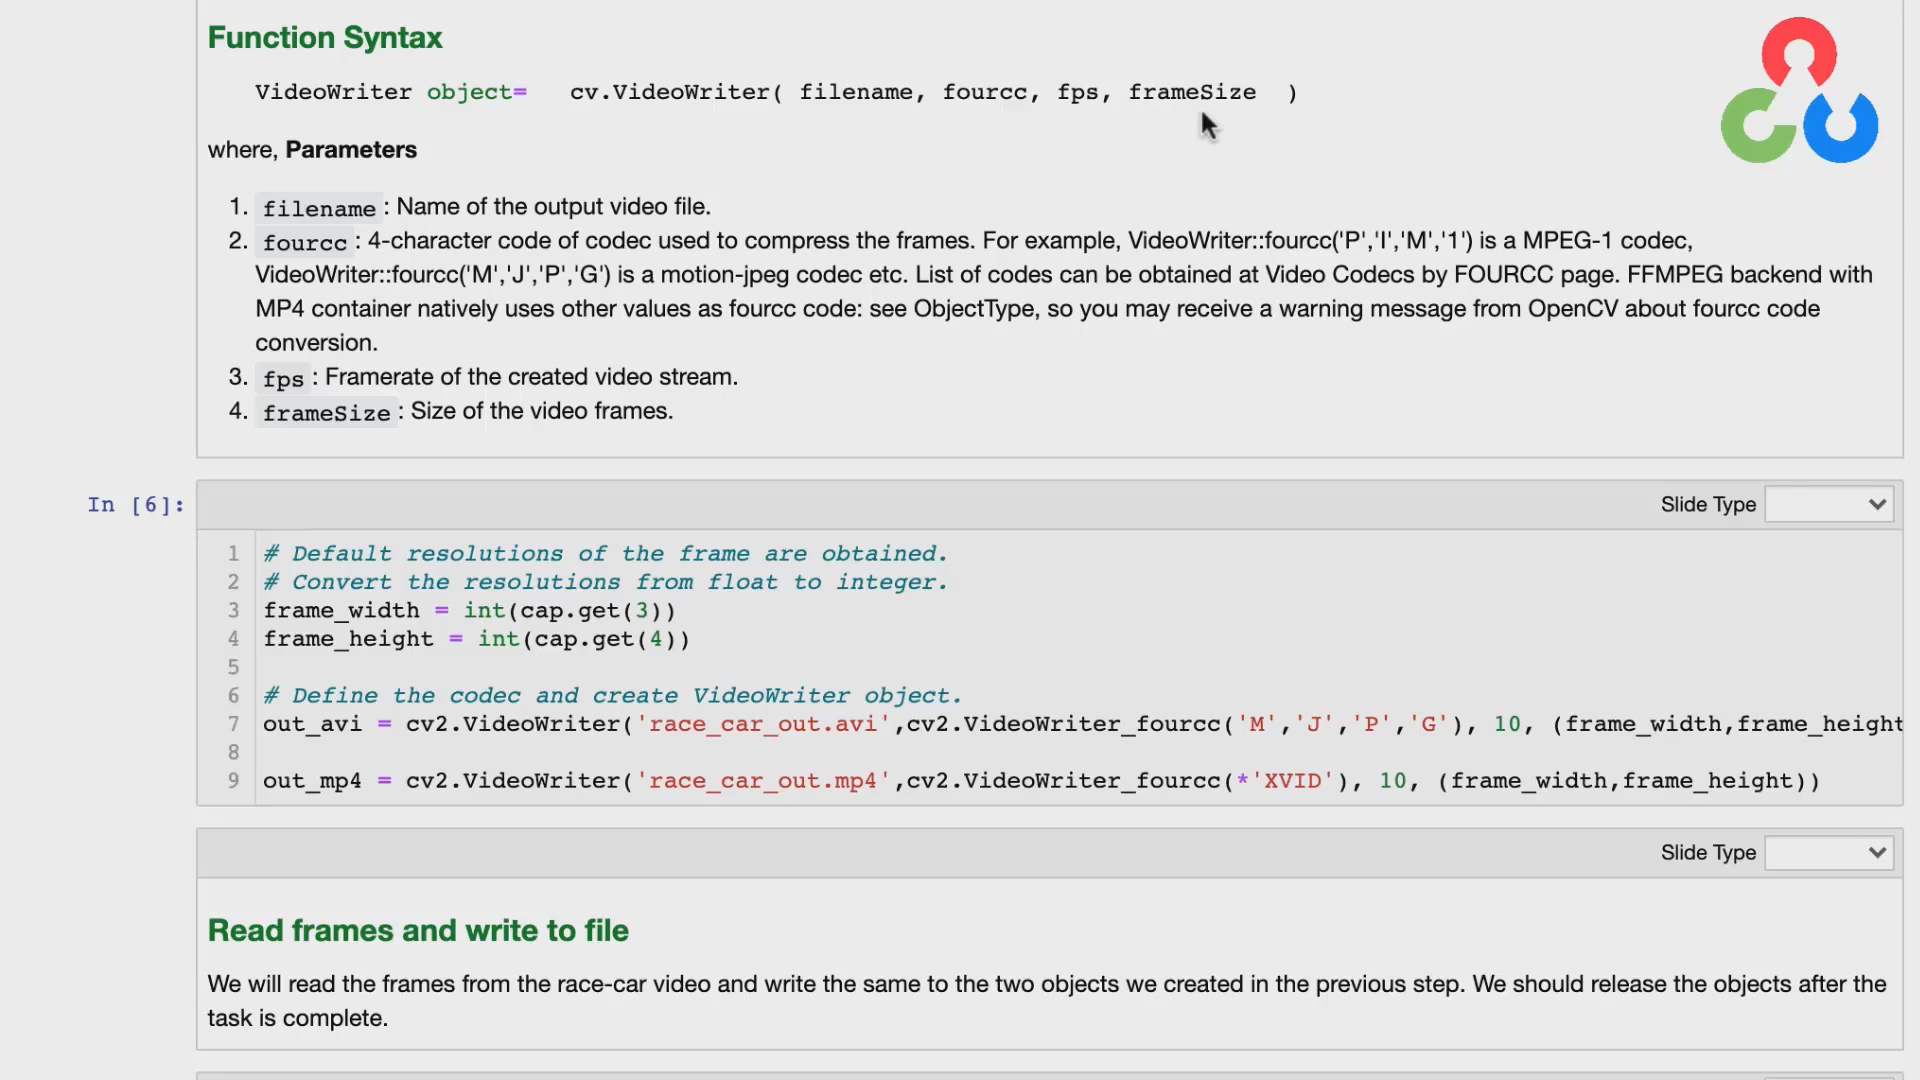 Function Syntax
VideoWriter object= cv.VideoWriter( filename, fourcc, fps, frameSize )
where, Parameters
1. filename : Name of the output video file.
2. fourcc : 4-character code of codec used to compress the frames. For example, VideoWriter::fourcc('P','I','M','1') is a MPEG-1 codec,
VideoWriter::fourcc('M','J','P','G') is a motion-jpeg codec etc. List of codes can be obtained at Video Codecs by FOURCC page. FFMPEG backend with
MP4 container natively uses other values as fourcc code: see ObjectType, so you may receive a warning message from OpenCV about fourcc code
conversion.
3. fps : Framerate of the created video stream.
4. frameSize : Size of the video frames.
In [6]:
Slide Type
1 # Default resolutions of the frame are obtained.
2 # Convert the resolutions from float to integer.
3 frame_width = int(cap.get(3))
4 frame_height = int(cap.get(4))
5
6 # Define the codec and create VideoWriter object.
7 out_avi = cv2.VideoWriter('race_car_out.avi',cv2.VideoWriter_fourcc('M','J','P','G'), 10, (frame_width,frame_height
8
9 out_mp4 = cv2.VideoWriter('race_car_out.mp4',cv2.VideoWriter_fourcc(*'XVID'), 10, (frame_width,frame_height))
Slide Type
Read frames and write to file
We will read the frames from the race-car video and write the same to the two objects we created in the previous step. We should release the objects after the
task is complete.